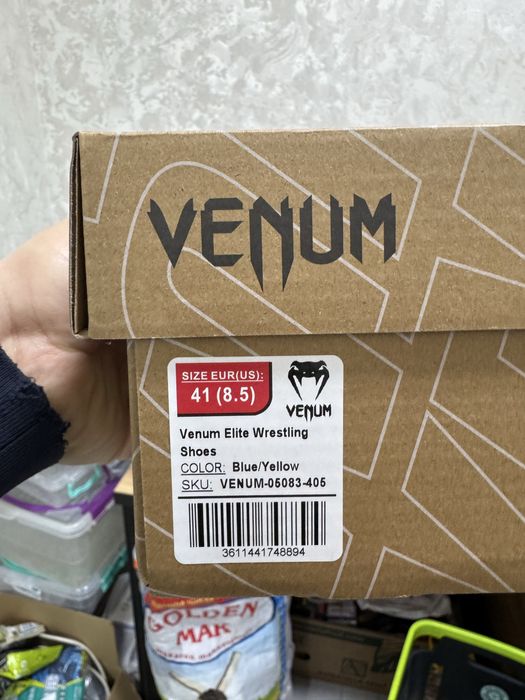 VENUM
SIZE EUR(US):
41 (8.5)
VENUM
Venum Elite Wrestling
Shoes
COLOR: Blue/Yellow
SKU: VENUM-05083-405
3611441748894
GOLDEN
MAK